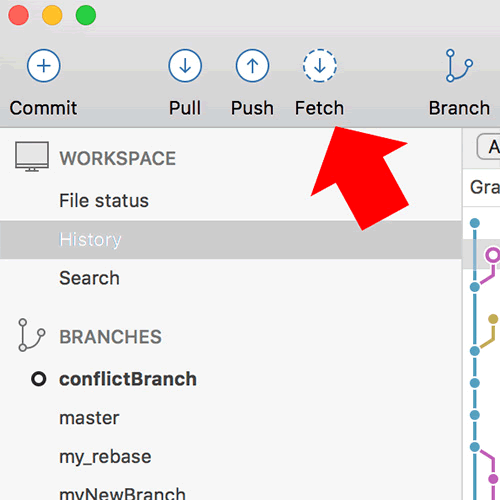 Commit Pull Push Fetch Branch
WORKSPACE
A
File status
Gra
History
Search
BRANCHES
conflictBranch
master
my_rebase
myNewBranch